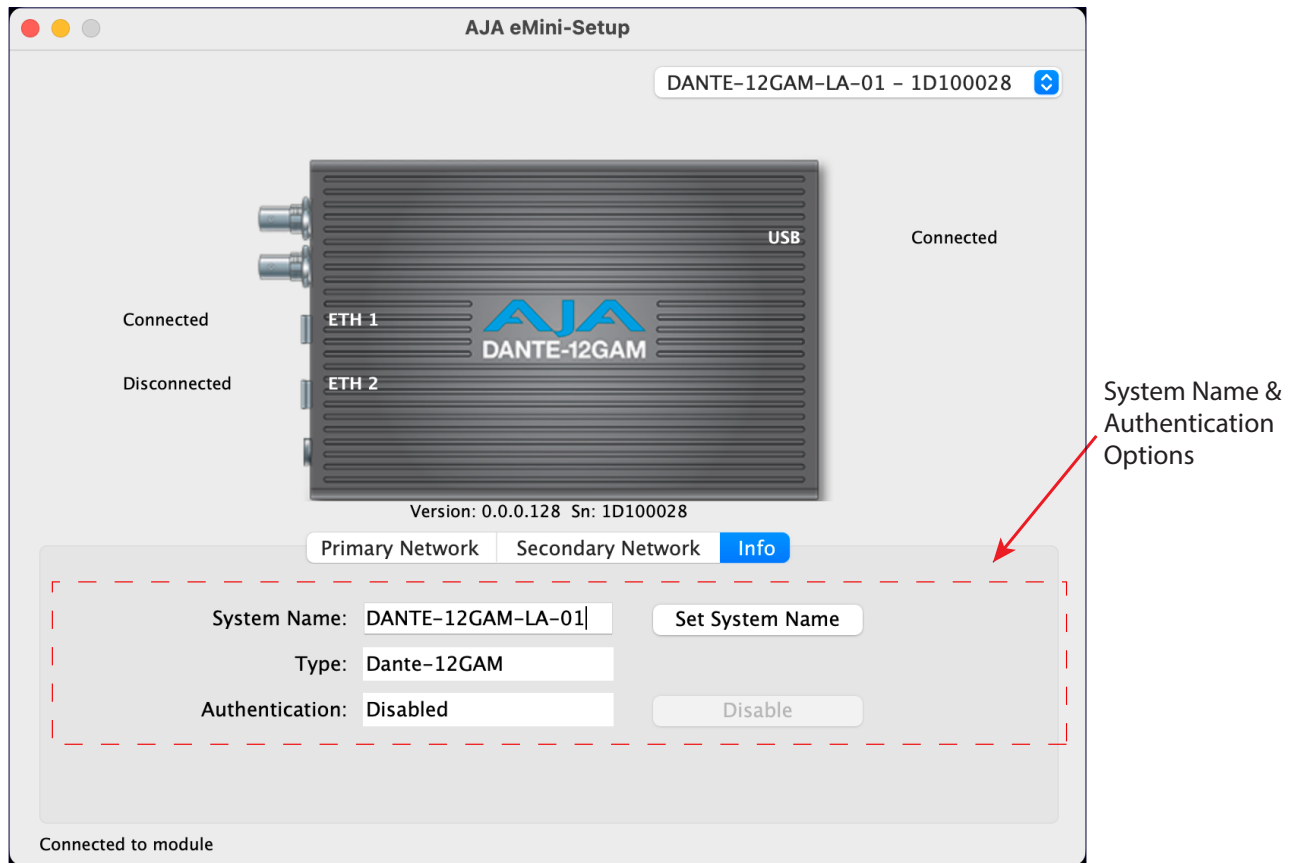 AJA eMini-Setup
DANTE-12GAM-LA-01 - 1D100028
USB
Connected
Connected
ETH 1
AJA
DANTE-12GAM
Disconnected
ETH 2
System Name &
Authentication
Options
Version: 0.0.0.128 Sn: 1D100028
Primary Network
Secondary Network
Info
System Name:
DANTE-12GAM-LA-01
Set System Name
Type:
Dante-12GAM
Authentication:
Disabled
Disable
Connected to module